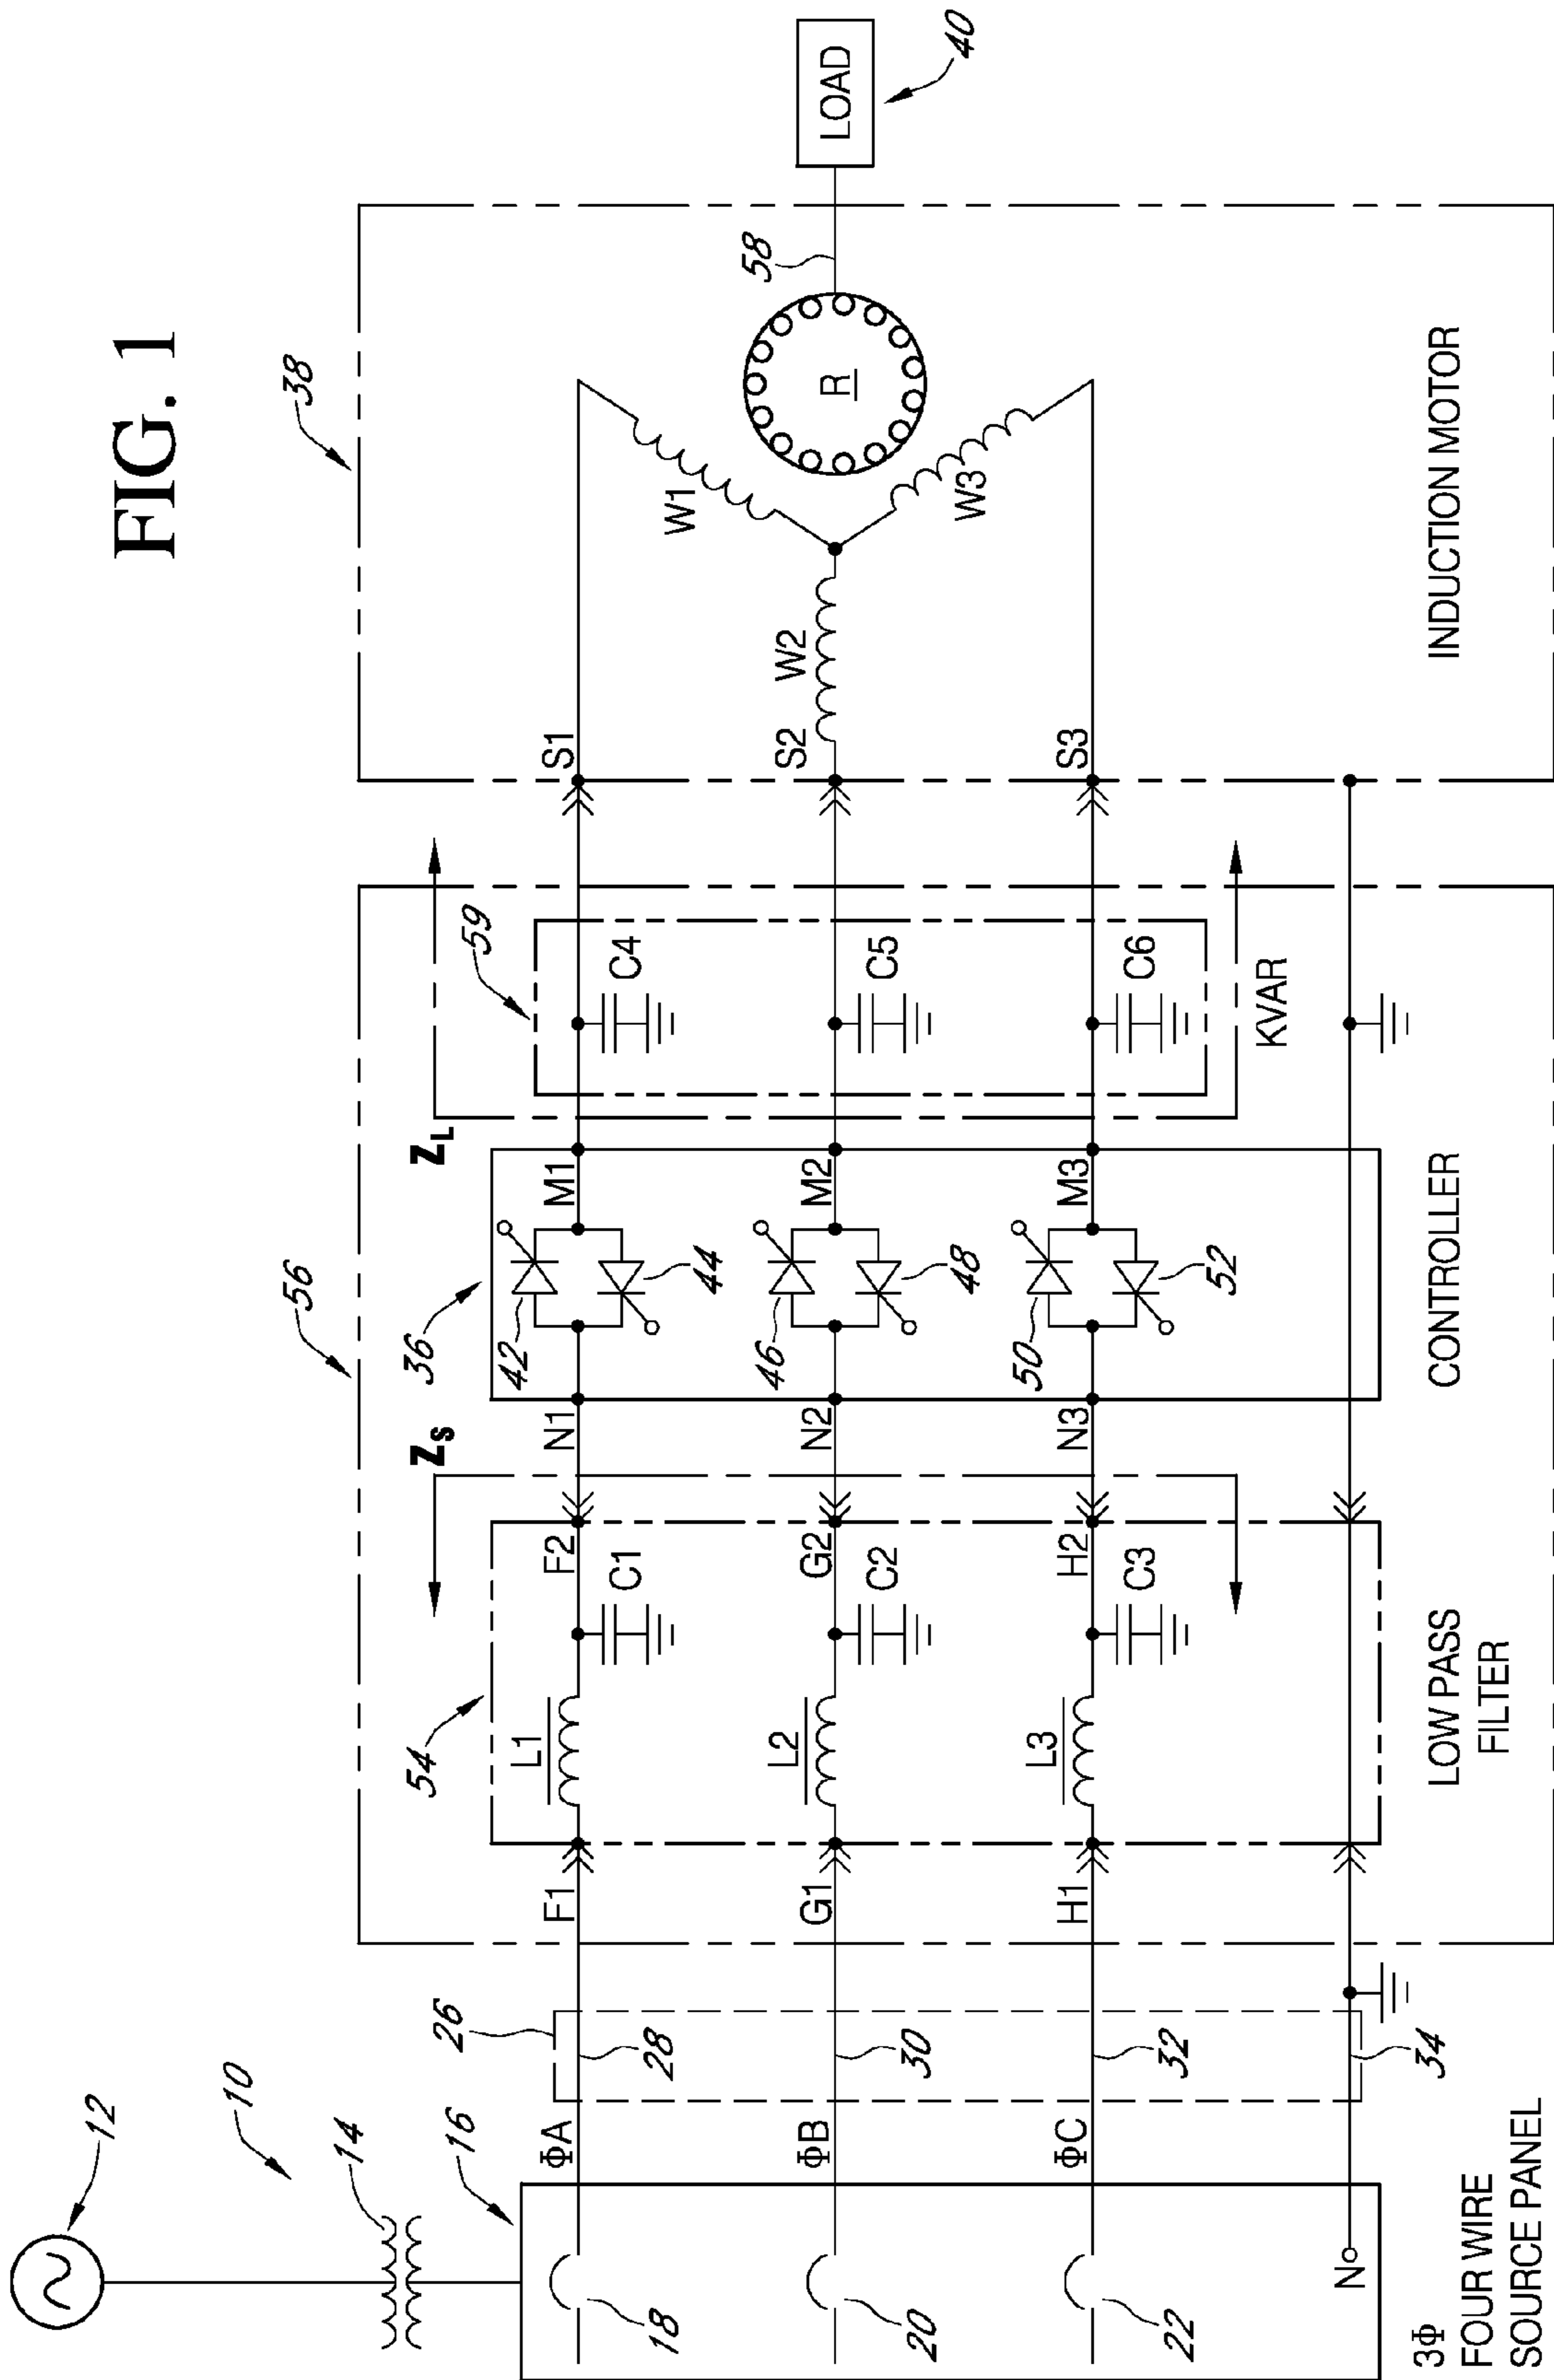 FIG. 1
12
10
14
16
18
20
22
N
3Φ
FOUR WIRE
SOURCE PANEL
ΦA
ΦB
ΦC
26
28
30
32
34
56
54
F1
G1
H1
L1
L2
L3
C1
C2
C3
F2
G2
H2
LOW PASS
FILTER
ZS
N1
N2
N3
36
42
44
46
48
50
52
M1
M2
M3
CONTROLLER
ZL
59
C4
C5
C6
KVAR
38
S1
S2
S3
W1
W2
W3
R
58
INDUCTION MOTOR
LOAD
40